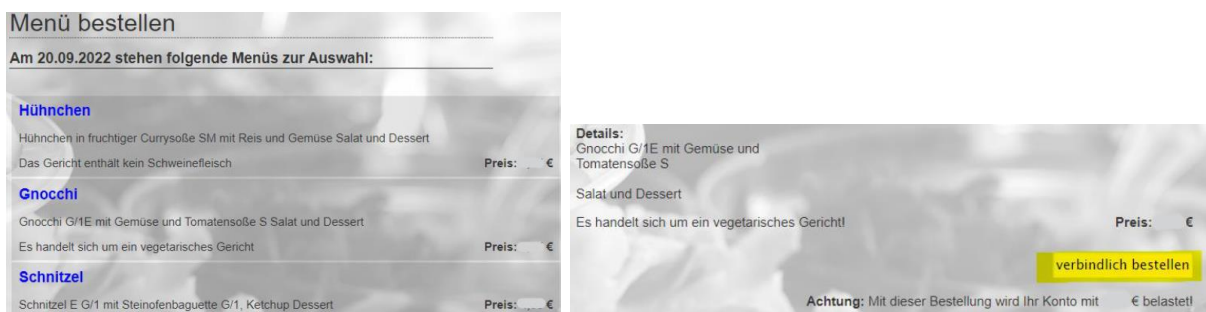 Menü bestellen
Am 20.09.2022 stehen folgende Menüs zur Auswahl:
Hühnchen
Hühnchen in fruchtiger Currysoße SM mit Reis und Gemüse Salat und Dessert
Das Gericht enthält kein Schweinefleisch Preis: €
Gnocchi
Gnocchi G/1E mit Gemüse und Tomatensoße S Salat und Dessert
Es handelt sich um ein vegetarisches Gericht Preis: €
Schnitzel
Schnitzel E G/1 mit Steinofenbaguette G/1, Ketchup Dessert Preis: €
Details:
Gnocchi G/1E mit Gemüse und
Tomatensoße S
Salat und Dessert
Es handelt sich um ein vegetarisches Gericht! Preis: €
verbindlich bestellen
Achtung: Mit dieser Bestellung wird Ihr Konto mit € belastet!